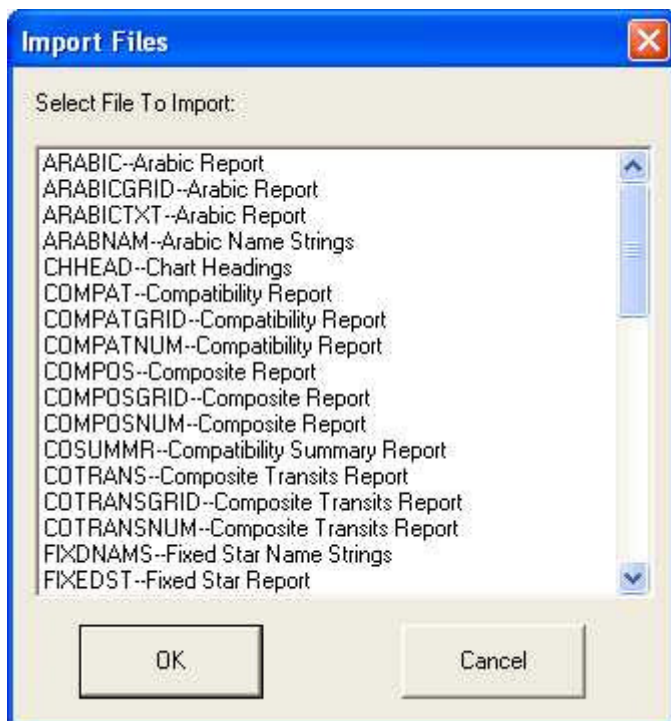 Import Files
Select File To Import:
ARABIC--Arabic Report
ARABICGRID--Arabic Report
ARABICTXT--Arabic Report
ARABNAM--Arabic Name Strings
CHHEAD--Chart Headings
COMPAT--Compatibility Report
COMPATGRID--Compatibility Report
COMPATNUM--Compatibility Report
COMPOS--Composite Report
COMPOSGRID--Composite Report
COMPOSNUM--Composite Report
COSUMMR--Compatibility Summary Report
COTRANS--Composite Transits Report
COTRANSGRID--Composite Transits Report
COTRANSNUM--Composite Transits Report
FIXDNAMS--Fixed Star Name Strings
FIXEDST--Fixed Star Report
OK Cancel